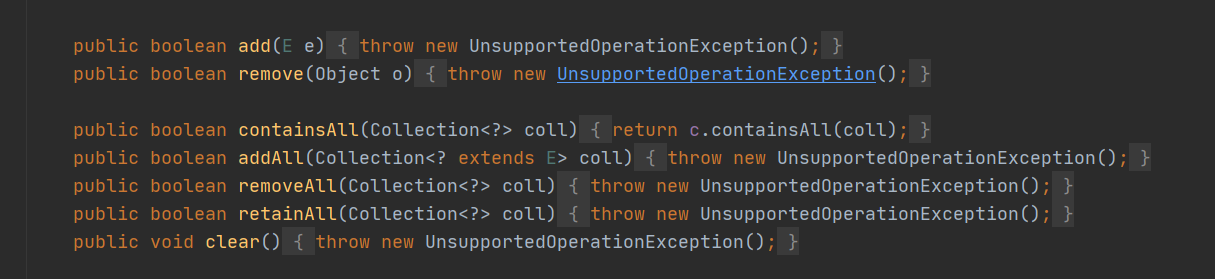 public boolean add(E e) { throw new UnsupportedOperationException(); }
public boolean remove(Object o) { throw new UnsupportedOperationException(); }
public boolean containsAll(Collection<?> coll) { return c.containsAll(coll); }
public boolean addAll(Collection<? extends E> coll) { throw new UnsupportedOperationException(); }
public boolean removeAll(Collection<?> coll) { throw new UnsupportedOperationException(); }
public boolean retainAll(Collection<?> coll) { throw new UnsupportedOperationException(); }
public void clear() { throw new UnsupportedOperationException(); }